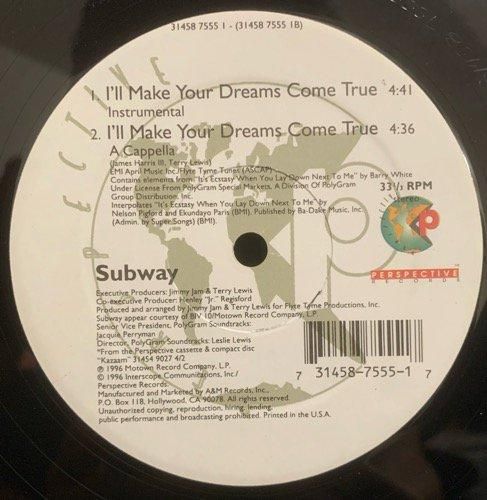 31458 7555 1 - (31458 7555 1B)
1. I'll Make Your Dreams Come True 4:41
Instrumental
2. I'll Make Your Dreams Come True 4:36
A Cappella
(James Harris III, Terry Lewis)
EMI April Music Inc./Flyte Tyme Tunes (ASCAP)
Contains elements from "It's Ecstasy When You Lay Down Next To Me" by Barry White
Under License From PolyGram Special Markets, A Division Of PolyGram
Group Distribution, Inc.
Interpolates "It's Ecstasy When You Lay Down Next To Me" by
Nelson Pigford and Ekundayo Paris (BMI). Published by Ba-Dake Music, Inc.
(Admin. by Super Songs) (BMI).
33⅓ RPM
stereo
P
PERSPECTIVE
RECORDS
PECTIVE
Subway
Executive Producers: Jimmy Jam & Terry Lewis
Co-executive Producer: Henley "Jr." Regisford
Produced and arranged by Jimmy Jam & Terry Lewis for Flyte Tyme Productions, Inc.
Subway appear courtesy of BIV 10/Motown Record Company, L.P.
Senior Vice President, PolyGram Soundtracks:
Jacquie Perryman
Director, PolyGram Soundtracks: Leslie Lewis
"From the Perspective cassette & compact disc
"Kazaam" 31454 9027 4/2
℗ 1996 Motown Record Company, L.P.
© 1996 Interscope Communications, Inc./
Perspective Records.
Manufactured and Marketed by A&M Records, Inc.,
P.O. Box 118, Hollywood, CA 90078. All rights reserved.
Unauthorized copying, reproduction, hiring, lending,
public performance and broadcasting prohibited. Printed in the U.S.A.
7 31458-7555-1 7